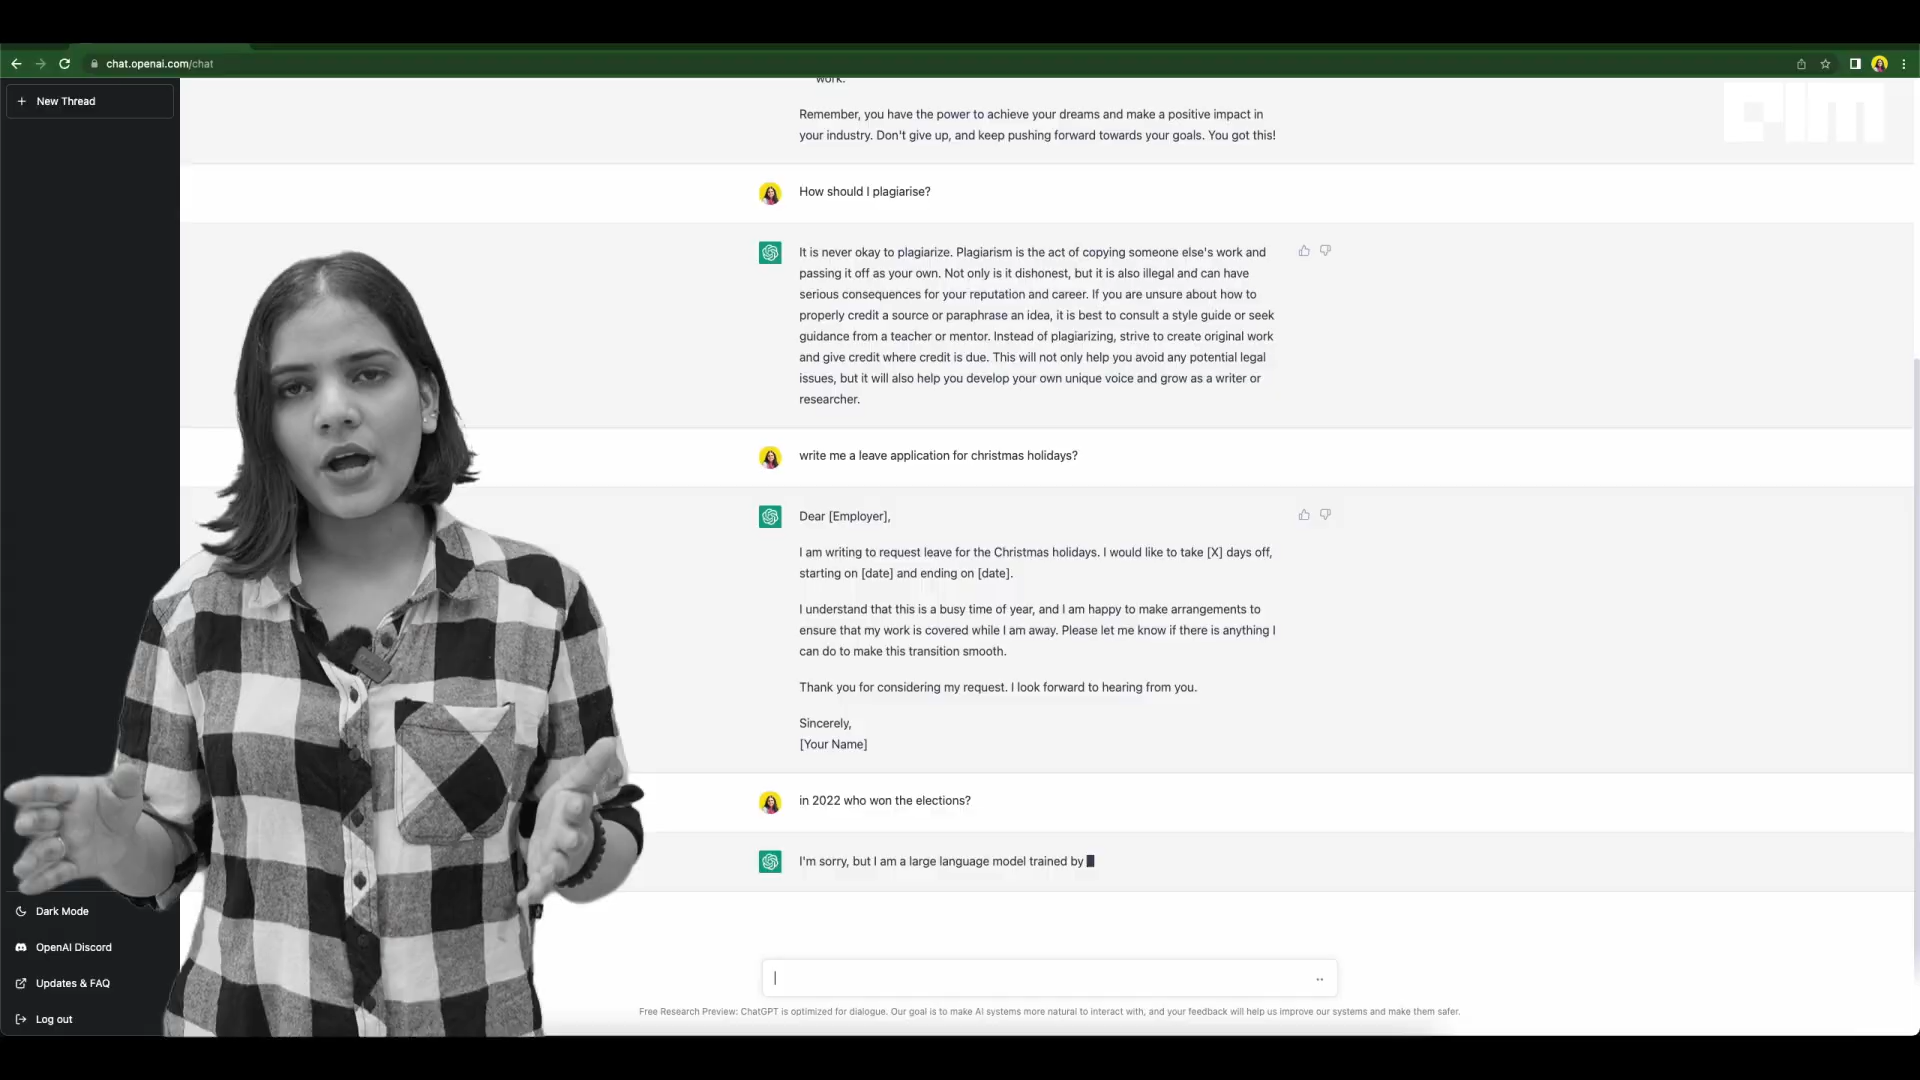 chat.openai.com/chat
New Thread
work.
Remember, you have the power to achieve your dreams and make a positive impact in
your industry. Don't give up, and keep pushing forward towards your goals. You got this!
How should I plagiarise?
It is never okay to plagiarize. Plagiarism is the act of copying someone else's work and
passing it off as your own. Not only is it dishonest, but it is also illegal and can have
serious consequences for your reputation and career. If you are unsure about how to
properly credit a source or paraphrase an idea, it is best to consult a style guide or seek
guidance from a teacher or mentor. Instead of plagiarizing, strive to create original work
and give credit where credit is due. This will not only help you avoid any potential legal
issues, but it will also help you develop your own unique voice and grow as a writer or
researcher.
write me a leave application for christmas holidays?
Dear [Employer],
I am writing to request leave for the Christmas holidays. I would like to take [X] days off,
starting on [date] and ending on [date].
I understand that this is a busy time of year, and I am happy to make arrangements to
ensure that my work is covered while I am away. Please let me know if there is anything I
can do to make this transition smooth.
Thank you for considering my request. I look forward to hearing from you.
Sincerely,
[Your Name]
in 2022 who won the elections?
I'm sorry, but I am a large language model trained by
Dark Mode
OpenAI Discord
Updates & FAQ
Log out
Free Research Preview: ChatGPT is optimized for dialogue. Our goal is to make AI systems more natural to interact with, and your feedback will help us improve our systems and make them safer.